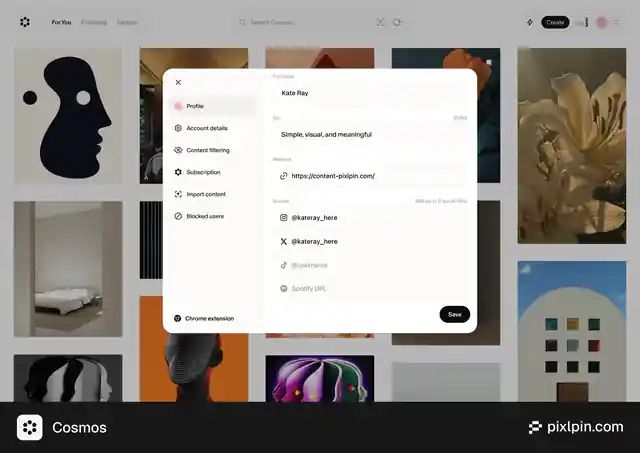 For You
Following
Explore
Search Cosmos...
Create
Profile
Account details
Content filtering
Subscription
Import content
Blocked users
Chrome extension
Kate Ray
Bio
Simple, visual, and meaningful
Website
https://content-pixlpin.com/
Socials
@kateray_here
@kateray_here
@username
Spotify URL
Save
Cosmos
pixlpin.com